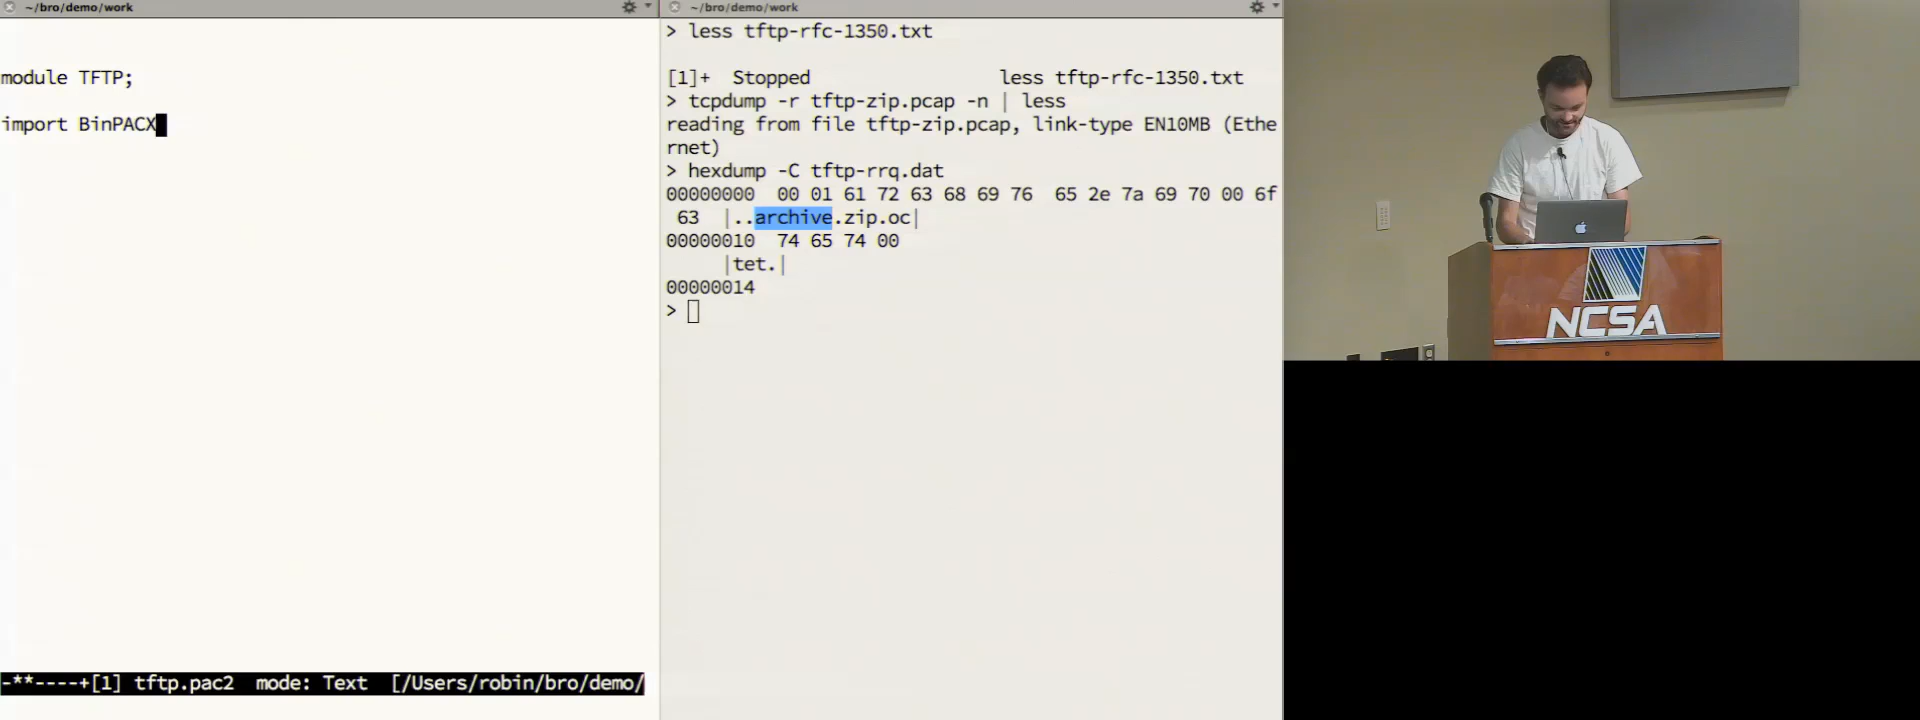 ~/bro/demo/work
module TFTP;
import BinPACX
-**----+[1] tftp.pac2  mode: Text  [/Users/robin/bro/demo/
~/bro/demo/work
> less tftp-rfc-1350.txt
[1]+  Stopped                 less tftp-rfc-1350.txt
> tcpdump -r tftp-zip.pcap -n | less
reading from file tftp-zip.pcap, link-type EN10MB (Ethe
rnet)
> hexdump -C tftp-rrq.dat
00000000  00 01 61 72 63 68 69 76  65 2e 7a 69 70 00 6f
 63  |..archive.zip.oc|
00000010  74 65 74 00
     |tet.|
00000014
>
NCSA